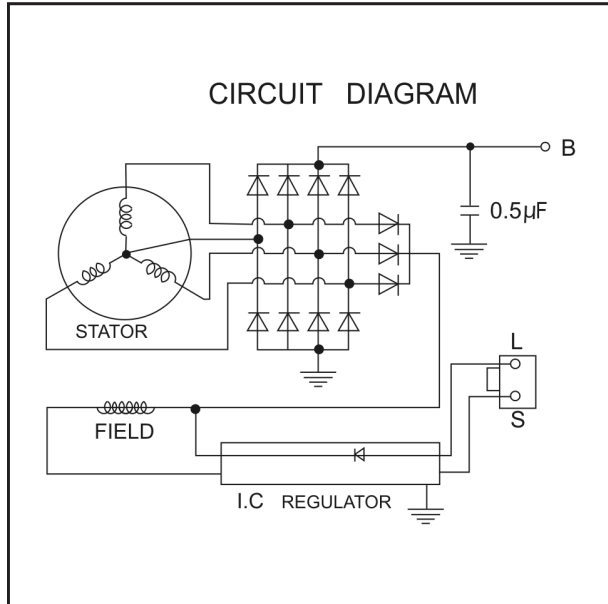 CIRCUIT DIAGRAM
B
0.5µF
STATOR
L
S
FIELD
I.C REGULATOR